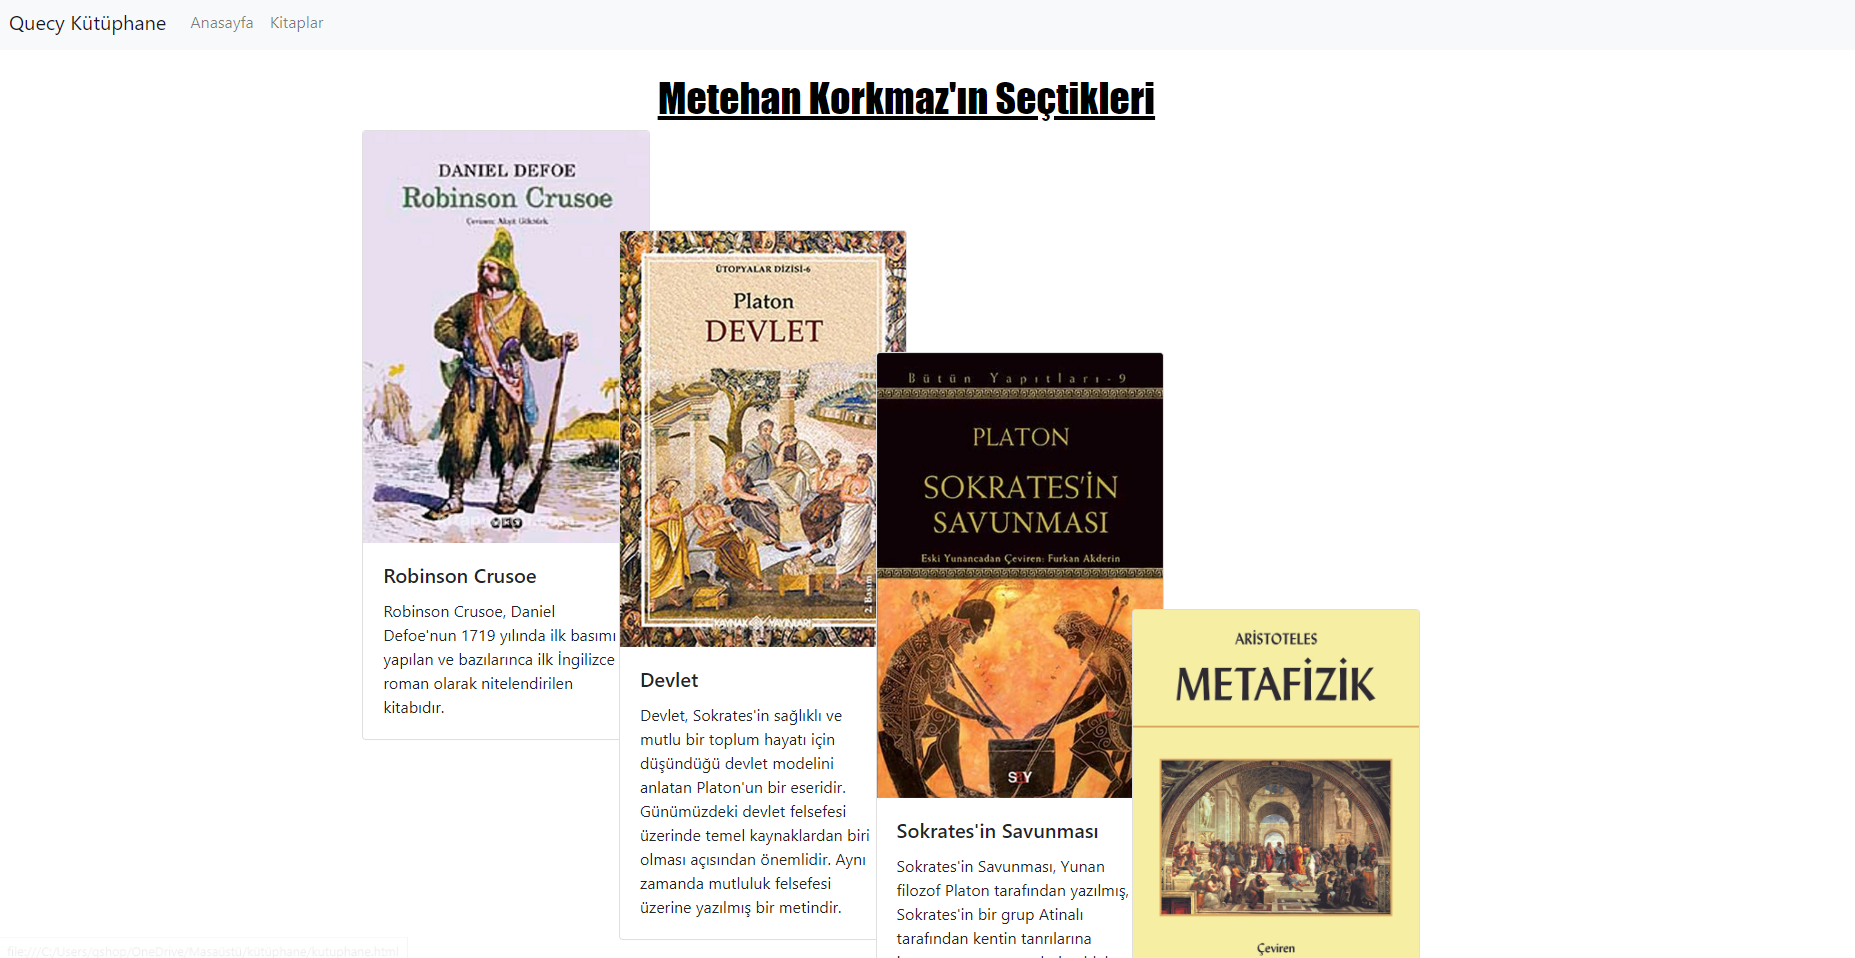 Quecy Kütüphane
Anasayfa
Kitaplar
Metehan Korkmaz'ın Seçtikleri
DANIEL DEFOE
Robinson Crusoe
Çeviren: Akşit Göktürk
Robinson Crusoe
Robinson Crusoe, Daniel
Defoe'nun 1719 yılında ilk basımı
yapılan ve bazılarınca ilk İngilizce
roman olarak nitelendirilen
kitabıdır.
ÜTOPYALAR DİZİSİ-6
Platon
DEVLET
2. Basım
KAYNAK YAYINLARI
Devlet
Devlet, Sokrates'in sağlıklı ve
mutlu bir toplum hayatı için
düşündüğü devlet modelini
anlatan Platon'un bir eseridir.
Günümüzdeki devlet felsefesi
üzerinde temel kaynaklardan biri
olması açısından önemlidir. Aynı
zamanda mutluluk felsefesi
üzerine yazılmış bir metindir.
Bütün Yapıtları-9
PLATON
SOKRATES'İN
SAVUNMASI
Eski Yunancadan Çeviren: Furkan Akderin
SAY
Sokrates'in Savunması
Sokrates'in Savunması, Yunan
filozof Platon tarafından yazılmış,
Sokrates'in bir grup Atinalı
tarafından kentin tanrılarına
ARİSTOTELES
METAFİZİK
Çeviren
file:///C:/Users/qshop/OneDrive/Masaüstü/kütüphane/kutuphane.html